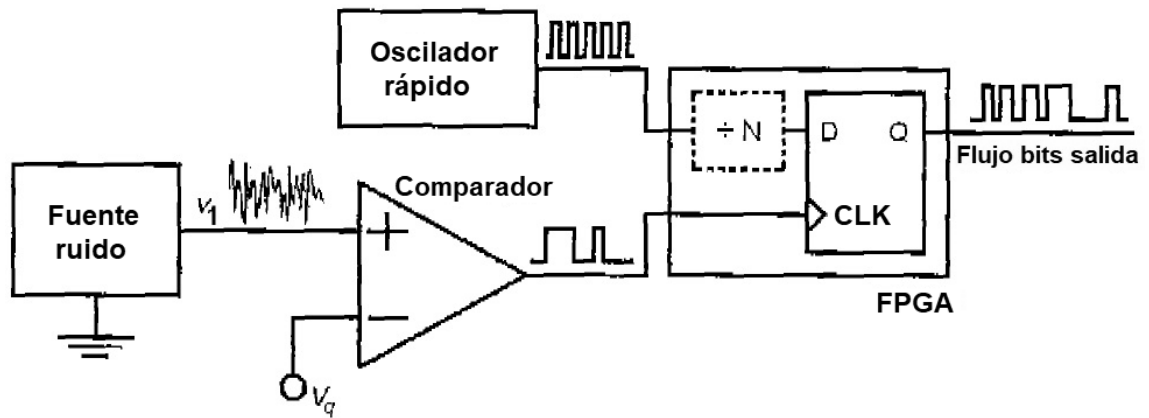 Oscilador
rápido
÷ N
D Q
Flujo bits salida
CLK
FPGA
Comparador
Fuente
ruido
v1
+
−
Vq